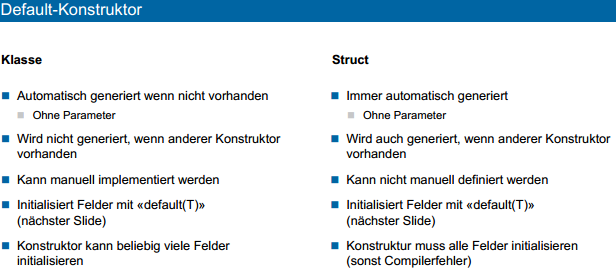 Default-Konstruktor
Klasse
Automatisch generiert wenn nicht vorhanden
Ohne Parameter
Wird nicht generiert, wenn anderer Konstruktor
vorhanden
Kann manuell implementiert werden
Initialisiert Felder mit «default(T)»
(nächster Slide)
Konstruktor kann beliebig viele Felder
initialisieren
Struct
Immer automatisch generiert
Ohne Parameter
Wird auch generiert, wenn anderer Konstruktor
vorhanden
Kann nicht manuell definiert werden
Initialisiert Felder mit «default(T)»
(nächster Slide)
Konstruktur muss alle Felder initialisieren
(sonst Compilerfehler)